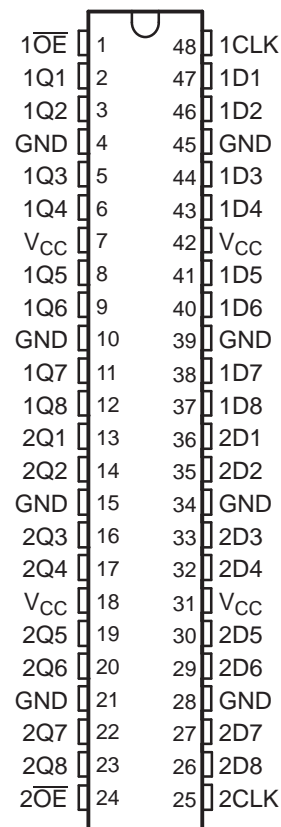 1O̅E̅ 1 48 1CLK
1Q1 2 47 1D1
1Q2 3 46 1D2
GND 4 45 GND
1Q3 5 44 1D3
1Q4 6 43 1D4
VCC 7 42 VCC
1Q5 8 41 1D5
1Q6 9 40 1D6
GND 10 39 GND
1Q7 11 38 1D7
1Q8 12 37 1D8
2Q1 13 36 2D1
2Q2 14 35 2D2
GND 15 34 GND
2Q3 16 33 2D3
2Q4 17 32 2D4
VCC 18 31 VCC
2Q5 19 30 2D5
2Q6 20 29 2D6
GND 21 28 GND
2Q7 22 27 2D7
2Q8 23 26 2D8
2O̅E̅ 24 25 2CLK